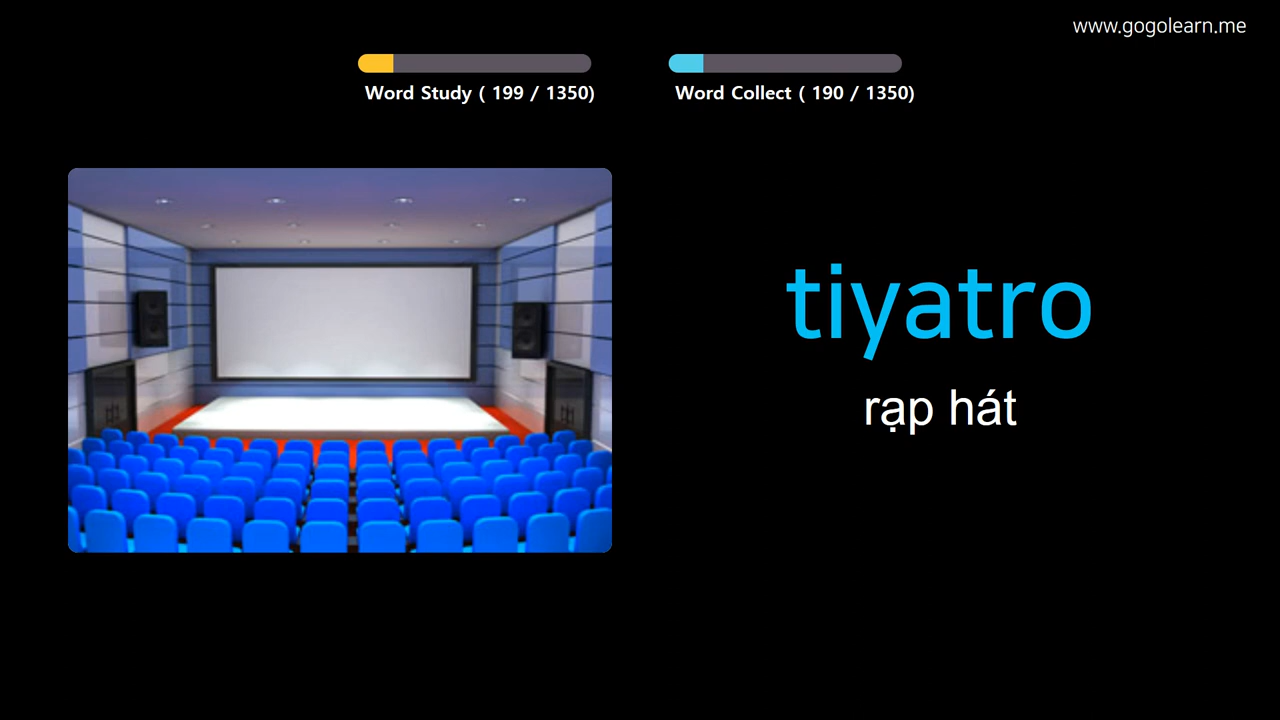 www.gogolearn.me
Word Study ( 199 / 1350)
Word Collect ( 190 / 1350)
tiyatro
rạp hát